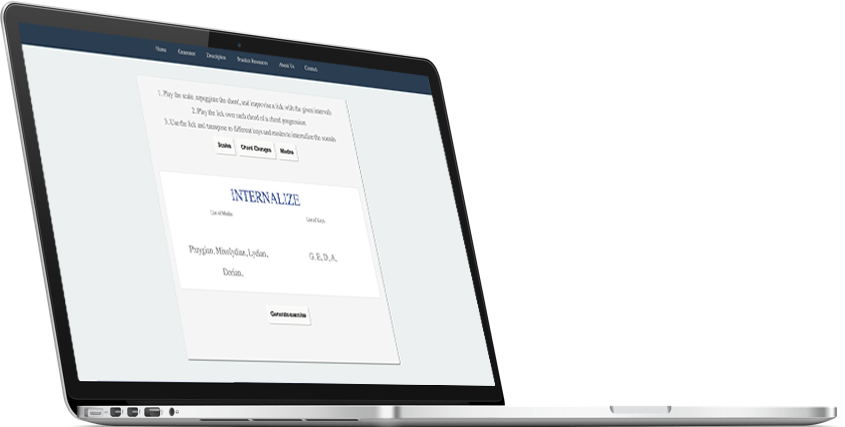 Home Generator Description Practice Resources About Us Contact
1. Play the scale, arpeggiate the chord, and improvise a lick with the given intervals
2. Play the lick over each chord of a chord progression
3. Use the lick and transpose to different keys and modes to internalize the sounds
Scales Chord Changes Modes
INTERNALIZE
List of Modes List of Keys
Phrygian, Mixolydian, Lydian, G, E, D, A,
Dorian,
Generate exercise